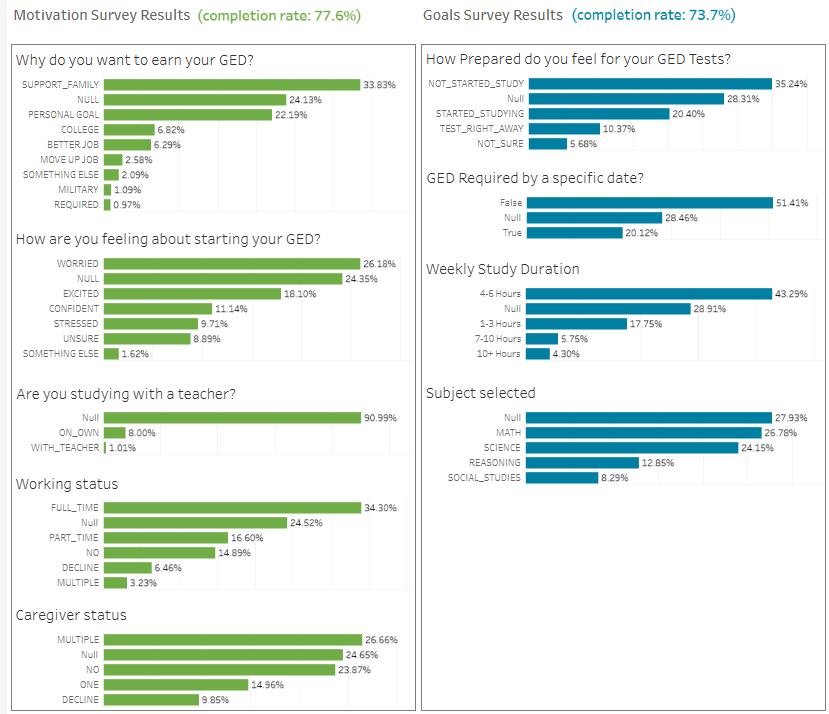 Motivation Survey Results (completion rate: 77.6%)
Why do you want to earn your GED?
SUPPORT_FAMILY 33.83%
NULL 24.13%
PERSONAL GOAL 22.19%
COLLEGE 6.82%
BETTER JOB 6.29%
MOVE UP JOB 2.58%
SOMETHING ELSE 2.09%
MILITARY 1.09%
REQUIRED 0.97%
How are you feeling about starting your GED?
WORRIED 26.18%
NULL 24.35%
EXCITED 18.10%
CONFIDENT 11.14%
STRESSED 9.71%
UNSURE 8.89%
SOMETHING ELSE 1.62%
Are you studying with a teacher?
Null 90.99%
ON_OWN 8.00%
WITH_TEACHER 1.01%
Working status
FULL_TIME 34.30%
Null 24.52%
PART_TIME 16.60%
NO 14.89%
DECLINE 6.46%
MULTIPLE 3.23%
Caregiver status
MULTIPLE 26.66%
Null 24.65%
NO 23.87%
ONE 14.96%
DECLINE 9.85%
Goals Survey Results (completion rate: 73.7%)
How Prepared do you feel for your GED Tests?
NOT_STARTED_STUDY 35.24%
Null 28.31%
STARTED_STUDYING 20.40%
TEST_RIGHT_AWAY 10.37%
NOT_SURE 5.68%
GED Required by a specific date?
False 51.41%
Null 28.46%
True 20.12%
Weekly Study Duration
4-6 Hours 43.29%
Null 28.91%
1-3 Hours 17.75%
7-10 Hours 5.75%
10+ Hours 4.30%
Subject selected
Null 27.93%
MATH 26.78%
SCIENCE 24.15%
REASONING 12.85%
SOCIAL_STUDIES 8.29%